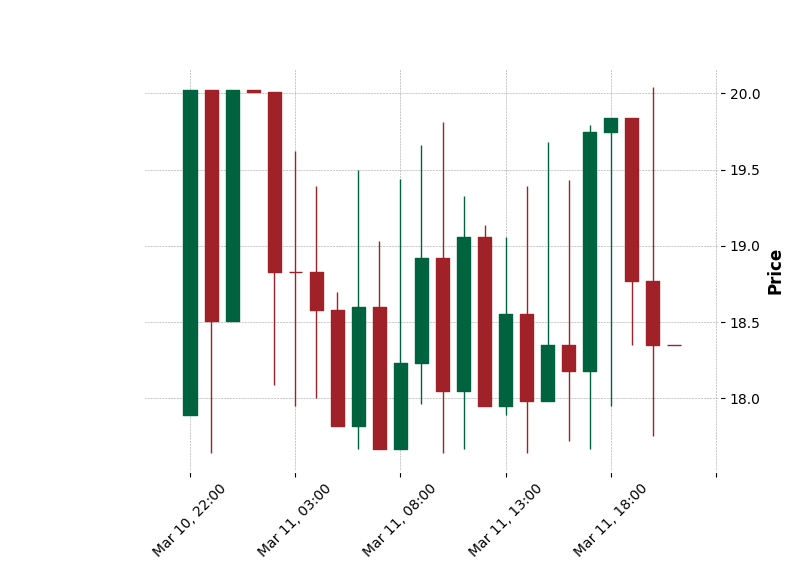 20.0
19.5
19.0
18.5
18.0
Price
Mar 10, 22:00
Mar 11, 03:00
Mar 11, 08:00
Mar 11, 13:00
Mar 11, 18:00